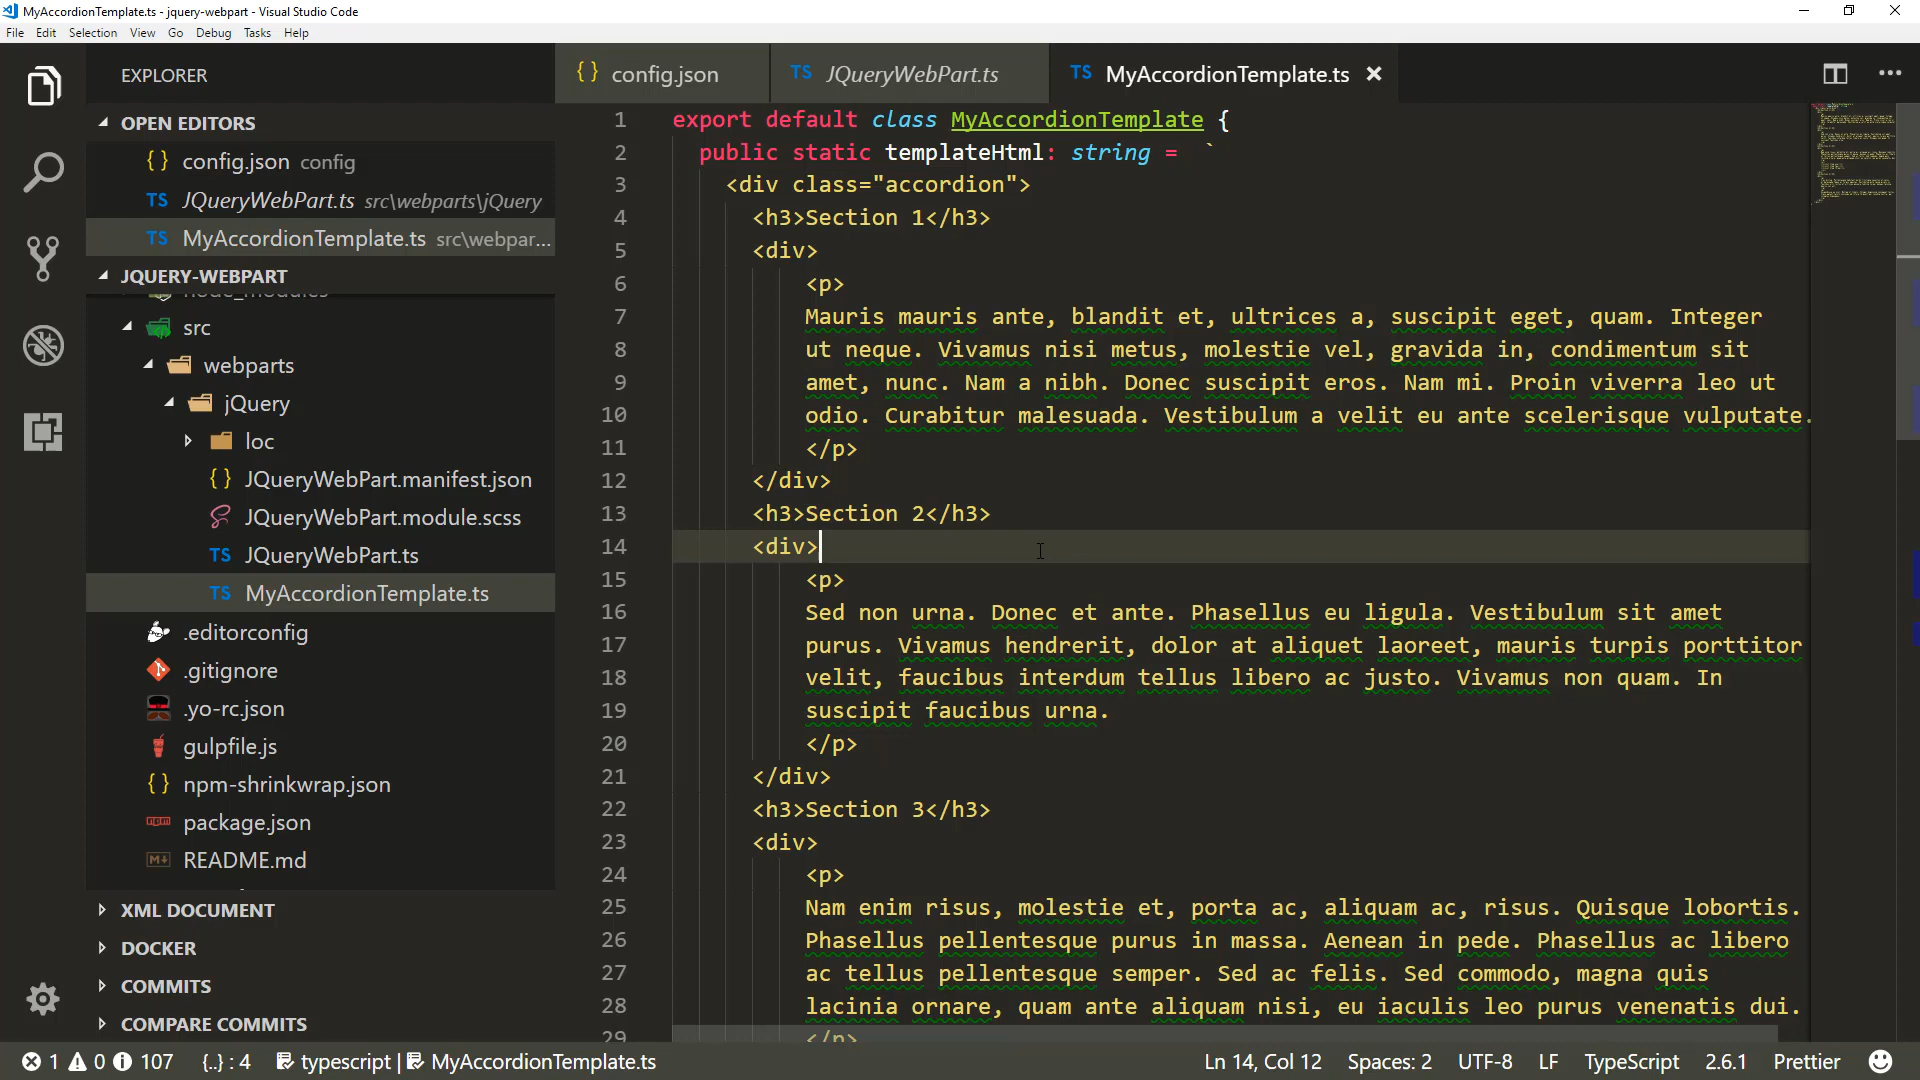 MyAccordionTemplate.ts - jquery-webpart - Visual Studio Code
File Edit Selection View Go Debug Tasks Help
EXPLORER
{} config.json
TS JQueryWebPart.ts
TS MyAccordionTemplate.ts
OPEN EDITORS
{} config.json config
TS JQueryWebPart.ts src\webparts\jQuery
TS MyAccordionTemplate.ts src\webpar...
JQUERY-WEBPART
node_modules
src
webparts
jQuery
loc
{} JQueryWebPart.manifest.json
JQueryWebPart.module.scss
TS JQueryWebPart.ts
TS MyAccordionTemplate.ts
.editorconfig
.gitignore
.yo-rc.json
gulpfile.js
{} npm-shrinkwrap.json
package.json
README.md
XML DOCUMENT
DOCKER
COMMITS
COMPARE COMMITS
1 export default class MyAccordionTemplate {
2 public static templateHtml: string = `
3 <div class="accordion">
4 <h3>Section 1</h3>
5 <div>
6 <p>
7 Mauris mauris ante, blandit et, ultrices a, suscipit eget, quam. Integer
8 ut neque. Vivamus nisi metus, molestie vel, gravida in, condimentum sit
9 amet, nunc. Nam a nibh. Donec suscipit eros. Nam mi. Proin viverra leo ut
10 odio. Curabitur malesuada. Vestibulum a velit eu ante scelerisque vulputate.
11 </p>
12 </div>
13 <h3>Section 2</h3>
14 <div>
15 <p>
16 Sed non urna. Donec et ante. Phasellus eu ligula. Vestibulum sit amet
17 purus. Vivamus hendrerit, dolor at aliquet laoreet, mauris turpis porttitor
18 velit, faucibus interdum tellus libero ac justo. Vivamus non quam. In
19 suscipit faucibus urna.
20 </p>
21 </div>
22 <h3>Section 3</h3>
23 <div>
24 <p>
25 Nam enim risus, molestie et, porta ac, aliquam ac, risus. Quisque lobortis.
26 Phasellus pellentesque purus in massa. Aenean in pede. Phasellus ac libero
27 ac tellus pellentesque semper. Sed ac felis. Sed commodo, magna quis
28 lacinia ornare, quam ante aliquam nisi, eu iaculis leo purus venenatis dui.
29 </p>
1 0 107 {..} : 4 typescript | MyAccordionTemplate.ts Ln 14, Col 12 Spaces: 2 UTF-8 LF TypeScript 2.6.1 Prettier